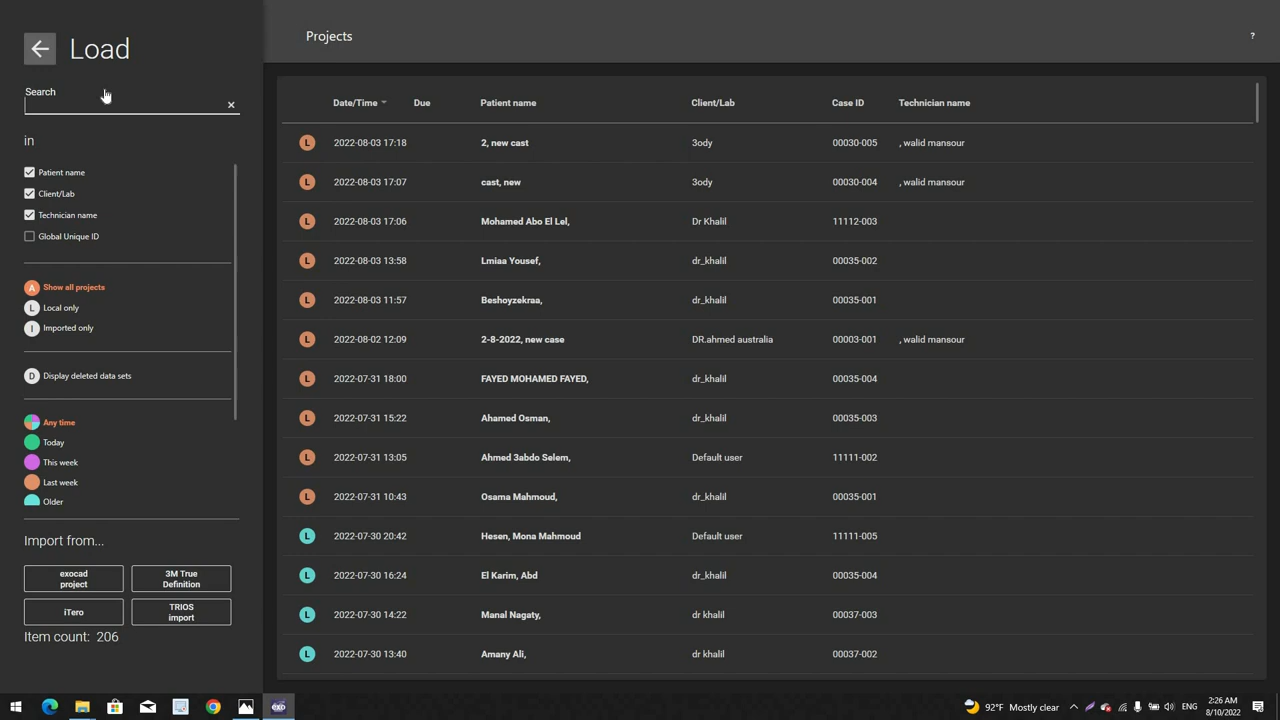 Load
Search
in
Patient name
Client/Lab
Technician name
Global Unique ID
A Show all projects
L Local only
I Imported only
D Display deleted data sets
Any time
Today
This week
Last week
Older
Import from...
exocad project
3M True Definition
iTero
TRIOS import
Item count: 206
Projects
?
Date/Time Due Patient name Client/Lab Case ID Technician name
L 2022-08-03 17:18 2, new cast 3ody 00030-005 , walid mansour
L 2022-08-03 17:07 cast, new 3ody 00030-004 , walid mansour
L 2022-08-03 17:06 Mohamed Abo El Lel, Dr Khalil 11112-003
L 2022-08-03 13:58 Lmiaa Yousef, dr_khalil 00035-002
L 2022-08-03 11:57 Beshoyzekraa, dr_khalil 00035-001
L 2022-08-02 12:09 2-8-2022, new case DR.ahmed australia 00003-001 , walid mansour
L 2022-07-31 18:00 FAYED MOHAMED FAYED, dr_khalil 00035-004
L 2022-07-31 15:22 Ahamed Osman, dr_khalil 00035-003
L 2022-07-31 13:05 Ahmed 3abdo Selem, Default user 11111-002
L 2022-07-31 10:43 Osama Mahmoud, dr_khalil 00035-001
L 2022-07-30 20:42 Hesen, Mona Mahmoud Default user 11111-005
L 2022-07-30 16:24 El Karim, Abd dr_khalil 00035-004
L 2022-07-30 14:22 Manal Nagaty, dr khalil 00037-003
L 2022-07-30 13:40 Amany Ali, dr khalil 00037-002
exo
92°F Mostly clear ENG 2:26 AM
8/10/2022